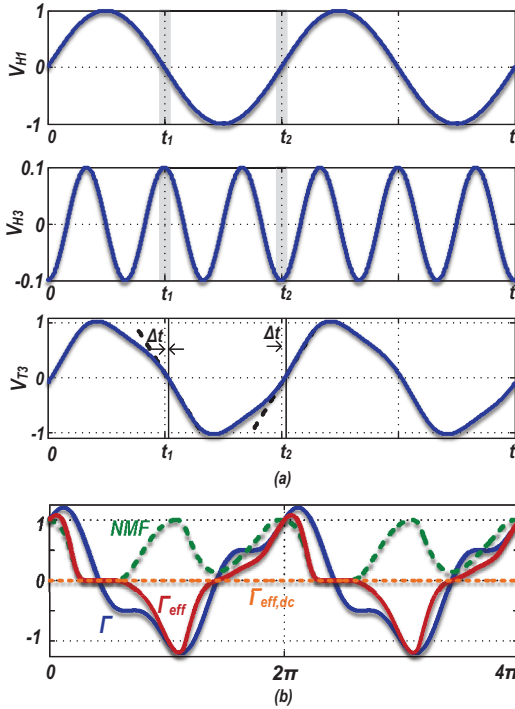 1
V_H1
0
-1
0 t₁ t₂ t
0.1
V_H3
0
-0.1
t₁ t₂
Δt Δt
1
V_T3
0
-1
0 t₁ t₂ t
(a)
NMF
1
0
Γeff Γeff,dc
Γ
-1
0 2π 4π
(b)